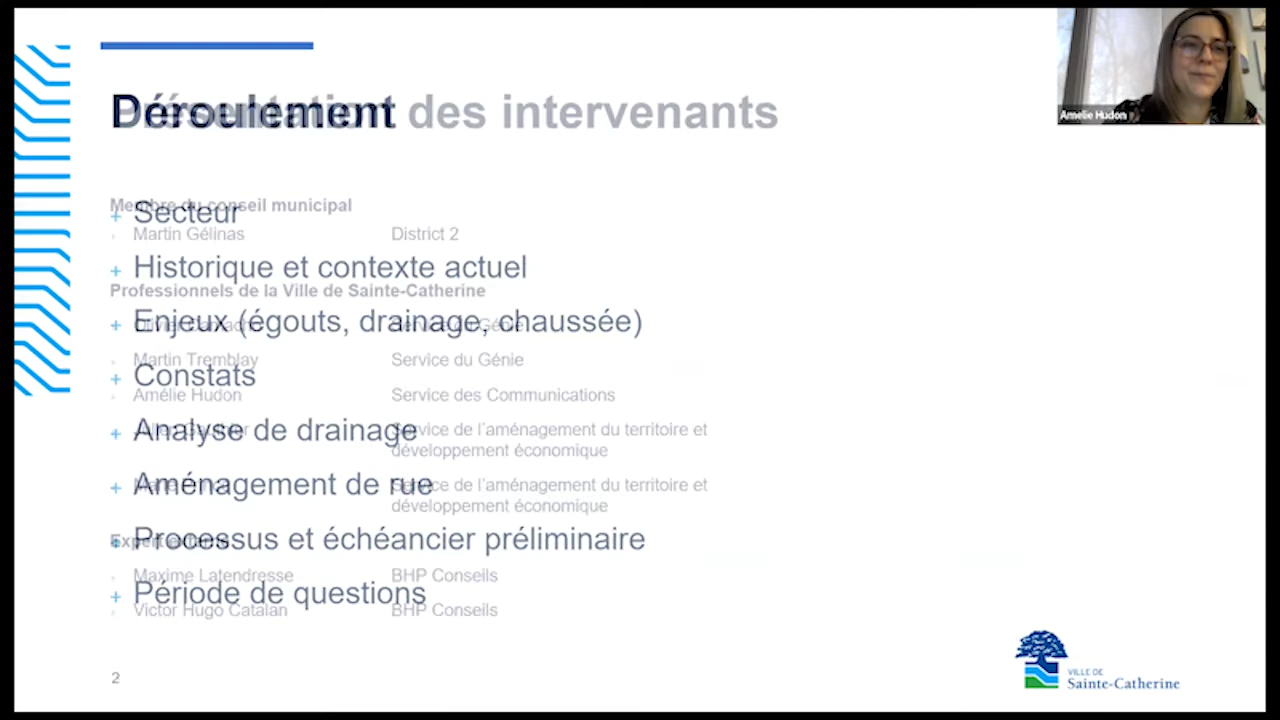 Déroulement
Présentation des intervenants
Amelie Hudon
Membre du conseil municipal
Secteur
Martin Gélinas District 2
Historique et contexte actuel
Professionnels de la Ville de Sainte-Catherine
Enjeux (égouts, drainage, chaussée)
Service du Génie
Martin Tremblay Service du Génie
Constats
Amélie Hudon Service des Communications
Analyse de drainage
Service de l'aménagement du territoire et
développement économique
Aménagement de rue
Service de l'aménagement du territoire et
développement économique
Processus et échéancier préliminaire
Maxime Latendresse BHP Conseils
Période de questions
Victor Hugo Catalan BHP Conseils
2
VILLE DE
Sainte-Catherine